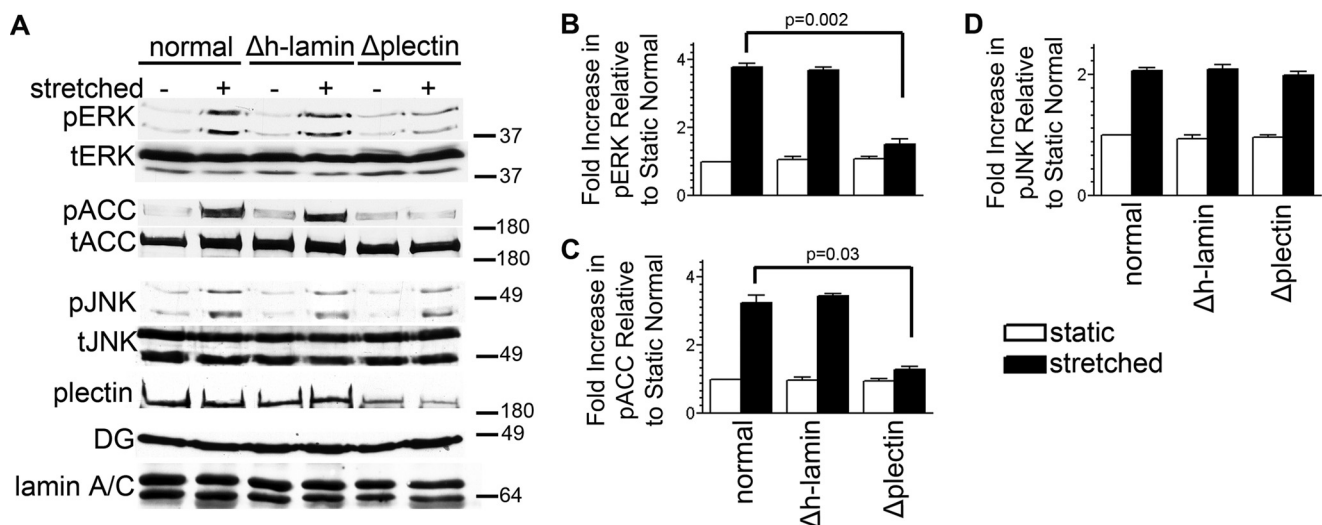 A
normal Δh-lamin Δplectin
stretched - + - + - +
pERK
37
tERK
37
pACC
180
tACC
180
pJNK
49
tJNK
49
plectin
180
DG
49
lamin A/C
64
B
p=0.002
Fold Increase in
pERK Relative
to Static Normal
4
2
0
C
p=0.03
Fold Increase in
pACC Relative
to Static Normal
4
2
0
normal
Δh-lamin
Δplectin
D
Fold Increase in
pJNK Relative
to Static Normal
2
0
normal
Δh-lamin
Δplectin
static
stretched